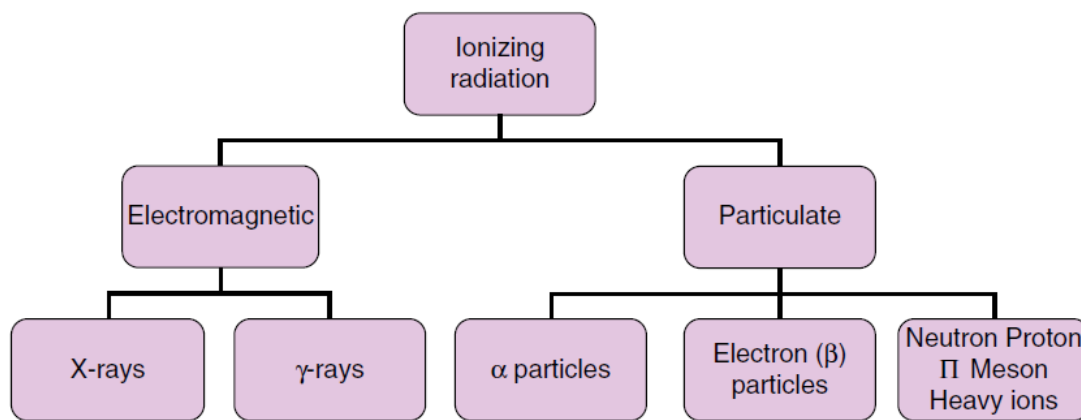 Ionizing
radiation
Electromagnetic
Particulate
X-rays
γ-rays
α particles
Electron (β)
particles
Neutron Proton
Π Meson
Heavy ions